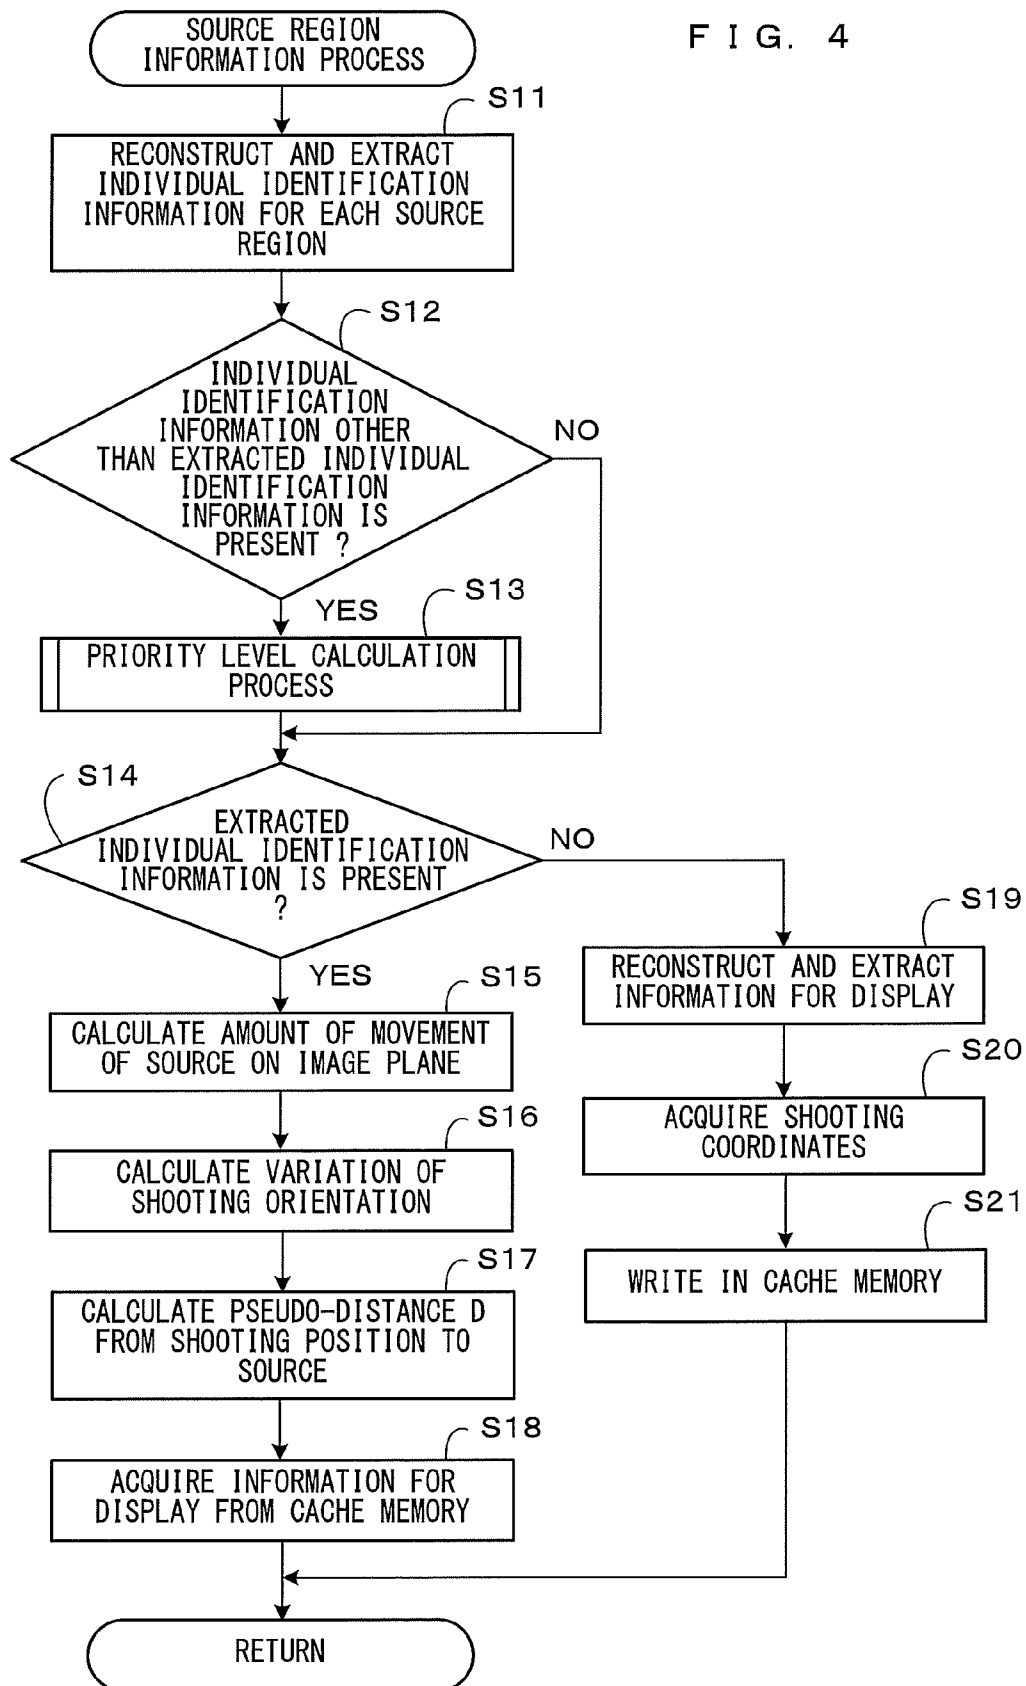 SOURCE REGION
INFORMATION PROCESS
F I G. 4
S11
RECONSTRUCT AND EXTRACT
INDIVIDUAL IDENTIFICATION
INFORMATION FOR EACH SOURCE
REGION
S12
INDIVIDUAL
IDENTIFICATION
INFORMATION OTHER
THAN EXTRACTED INDIVIDUAL
IDENTIFICATION
INFORMATION IS
PRESENT ?
NO
YES
S13
PRIORITY LEVEL CALCULATION
PROCESS
S14
EXTRACTED
INDIVIDUAL IDENTIFICATION
INFORMATION IS PRESENT
?
NO
YES
S15
CALCULATE AMOUNT OF MOVEMENT
OF SOURCE ON IMAGE PLANE
S16
CALCULATE VARIATION OF
SHOOTING ORIENTATION
S17
CALCULATE PSEUDO-DISTANCE D
FROM SHOOTING POSITION TO
SOURCE
S18
ACQUIRE INFORMATION FOR
DISPLAY FROM CACHE MEMORY
S19
RECONSTRUCT AND EXTRACT
INFORMATION FOR DISPLAY
S20
ACQUIRE SHOOTING
COORDINATES
S21
WRITE IN CACHE MEMORY
RETURN